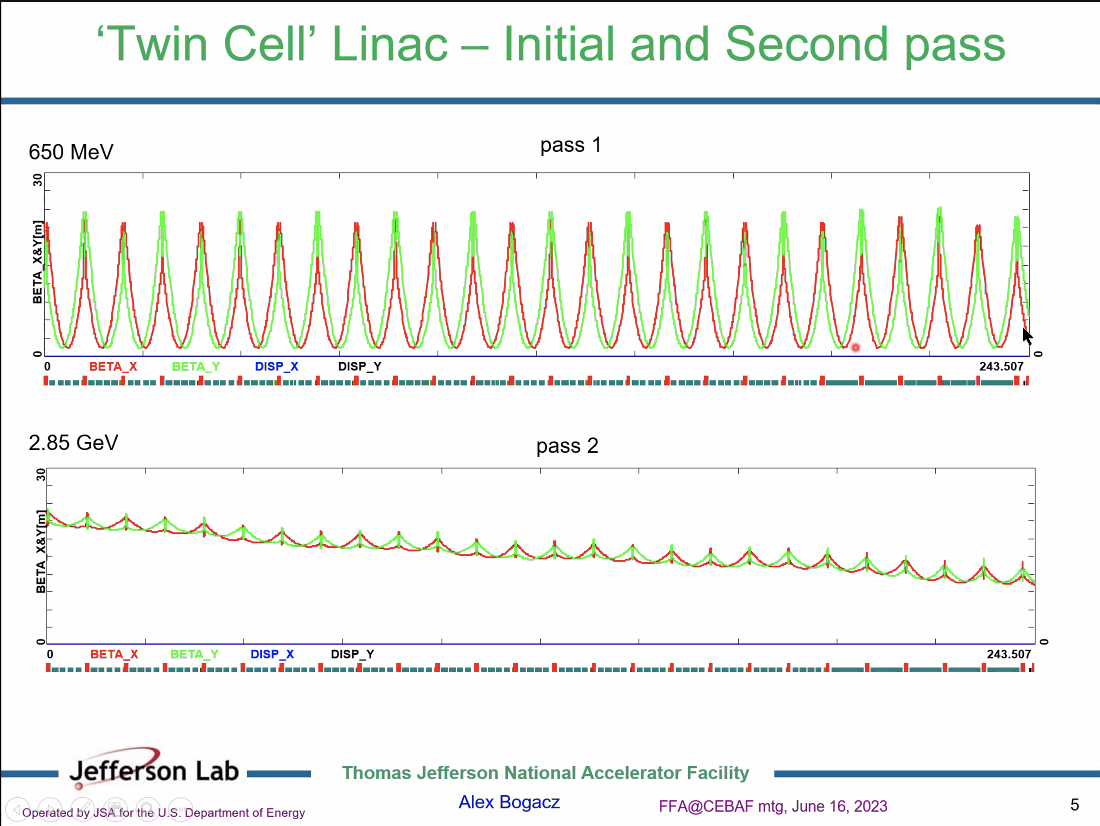 ‘Twin Cell’ Linac – Initial and Second pass
650 MeV
pass 1
30
BETA_X&Y[m]
0
0
0
BETA_X
BETA_Y
DISP_X
DISP_Y
243.507
2.85 GeV
pass 2
30
BETA_X&Y[m]
0
0
0
BETA_X
BETA_Y
DISP_X
DISP_Y
243.507
Jefferson Lab
Thomas Jefferson National Accelerator Facility
Operated by JSA for the U.S. Department of Energy
Alex Bogacz
FFA@CEBAF mtg, June 16, 2023
5